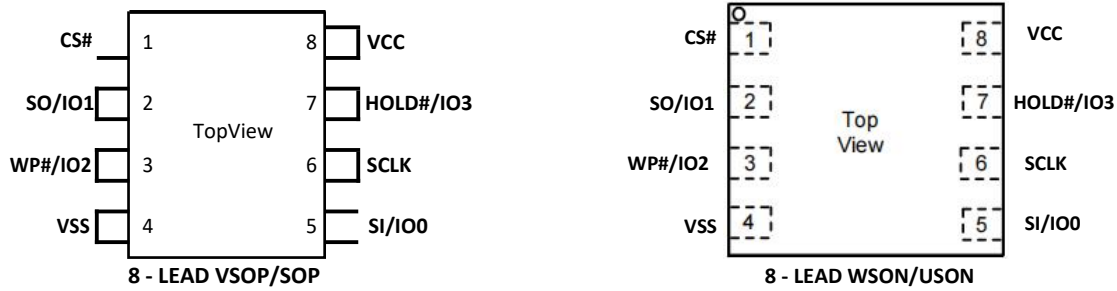 CS# 1 8 VCC
SO/IO1 2 7 HOLD#/IO3
TopView
WP#/IO2 3 6 SCLK
VSS 4 5 SI/IO0
8 - LEAD VSOP/SOP
CS# 1 8 VCC
SO/IO1 2 7 HOLD#/IO3
Top
View
WP#/IO2 3 6 SCLK
VSS 4 5 SI/IO0
8 - LEAD WSON/USON